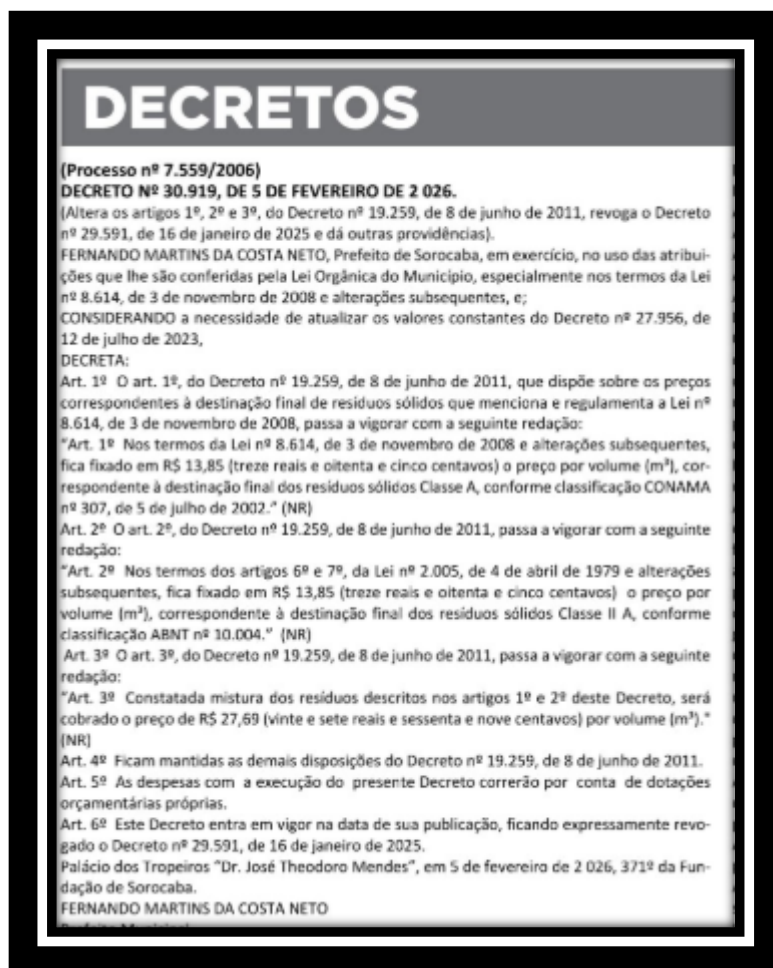 DECRETOS
(Processo nº 7.559/2006)
DECRETO Nº 30.919, DE 5 DE FEVEREIRO DE 2 026.
(Altera os artigos 1º, 2º e 3º, do Decreto nº 19.259, de 8 de junho de 2011, revoga o Decreto
nº 29.591, de 16 de janeiro de 2025 e dá outras providências).
FERNANDO MARTINS DA COSTA NETO, Prefeito de Sorocaba, em exercício, no uso das atribui-
ções que lhe são conferidas pela Lei Orgânica do Município, especialmente nos termos da Lei
nº 8.614, de 3 de novembro de 2008 e alterações subsequentes, e;
CONSIDERANDO a necessidade de atualizar os valores constantes do Decreto nº 27.956, de
12 de julho de 2023,
DECRETA:
Art. 1º O art. 1º, do Decreto nº 19.259, de 8 de junho de 2011, que dispõe sobre os preços
correspondentes à destinação final de resíduos sólidos que menciona e regulamenta a Lei nº
8.614, de 3 de novembro de 2008, passa a vigorar com a seguinte redação:
"Art. 1º Nos termos da Lei nº 8.614, de 3 de novembro de 2008 e alterações subsequentes,
fica fixado em R$ 13,85 (treze reais e oitenta e cinco centavos) o preço por volume (m³), cor-
respondente à destinação final dos resíduos sólidos Classe A, conforme classificação CONAMA
nº 307, de 5 de julho de 2002." (NR)
Art. 2º O art. 2º, do Decreto nº 19.259, de 8 de junho de 2011, passa a vigorar com a seguinte
redação:
"Art. 2º Nos termos dos artigos 6º e 7º, da Lei nº 2.005, de 4 de abril de 1979 e alterações
subsequentes, fica fixado em R$ 13,85 (treze reais e oitenta e cinco centavos) o preço por
volume (m³), correspondente à destinação final dos resíduos sólidos Classe II A, conforme
classificação ABNT nº 10.004." (NR)
Art. 3º O art. 3º, do Decreto nº 19.259, de 8 de junho de 2011, passa a vigorar com a seguinte
redação:
"Art. 3º Constatada mistura dos resíduos descritos nos artigos 1º e 2º deste Decreto, será
cobrado o preço de R$ 27,69 (vinte e sete reais e sessenta e nove centavos) por volume (m³)."
(NR)
Art. 4º Ficam mantidas as demais disposições do Decreto nº 19.259, de 8 de junho de 2011.
Art. 5º As despesas com a execução do presente Decreto correrão por conta de dotações
orçamentárias próprias.
Art. 6º Este Decreto entra em vigor na data de sua publicação, ficando expressamente revo-
gado o Decreto nº 29.591, de 16 de janeiro de 2025.
Palácio dos Tropeiros "Dr. José Theodoro Mendes", em 5 de fevereiro de 2 026, 371º da Fun-
dação de Sorocaba.
FERNANDO MARTINS DA COSTA NETO